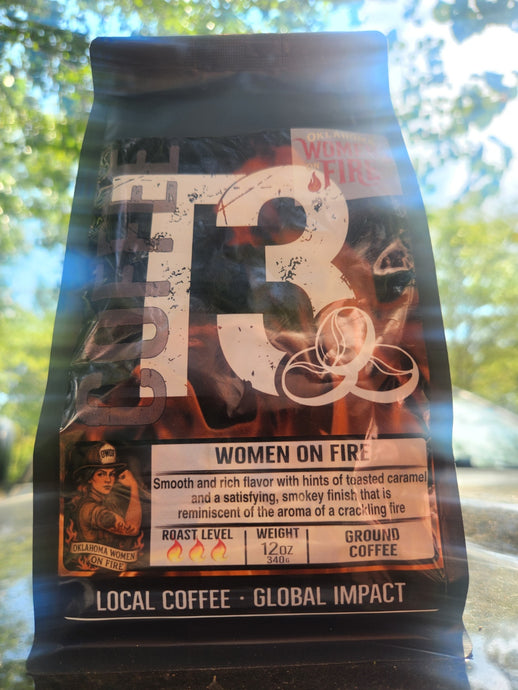 OKLAHOMA
WOMEN
ON
FIRE
COFFEE
T3
WOMEN ON FIRE
Smooth and rich flavor with hints of toasted caramel
and a satisfying, smokey finish that is
reminiscent of the aroma of a crackling fire
ROAST LEVEL
WEIGHT
12oz
340G
GROUND
COFFEE
OKLAHOMA WOMEN
ON FIRE
LOCAL COFFEE · GLOBAL IMPACT